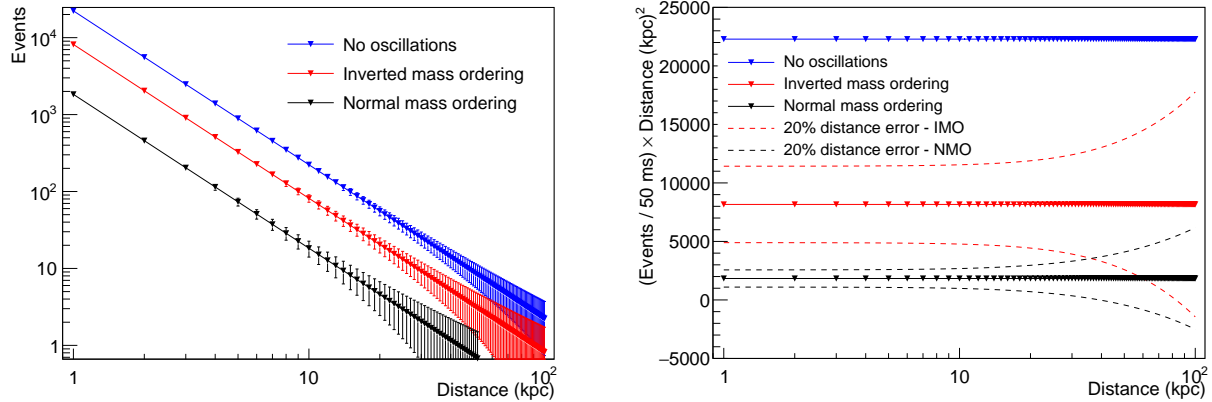 Events
10⁴
10³
10²
10
1
No oscillations
Inverted mass ordering
Normal mass ordering
1 10 10²
Distance (kpc)
(Events / 50 ms) × Distance (kpc)²
25000
20000
15000
10000
5000
0
−5000
No oscillations
Inverted mass ordering
Normal mass ordering
20% distance error - IMO
20% distance error - NMO
1 10 10²
Distance (kpc)